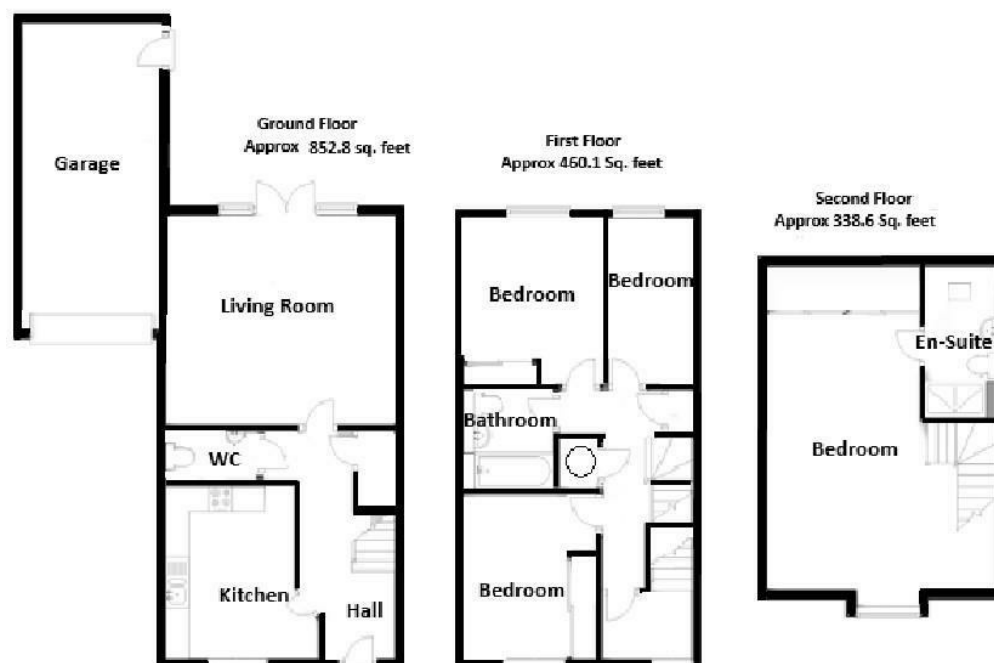 Garage
Ground Floor
Approx 852.8 sq. feet
Living Room
WC
Kitchen
Hall
First Floor
Approx 460.1 Sq. feet
Bedroom
Bedroom
Bathroom
Bedroom
Second Floor
Approx 338.6 Sq. feet
En-Suite
Bedroom